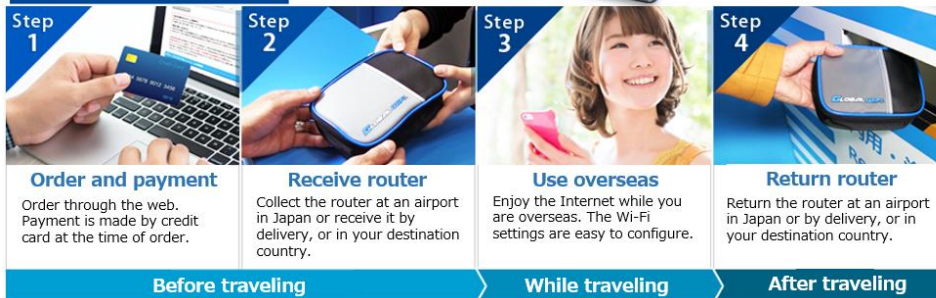 Step
1
Step
2
Step
3
Step
4
GLOBAL
GLOBAL
Order and payment
Order through the web.
Payment is made by credit
card at the time of order.
Receive router
Collect the router at an airport
in Japan or receive it by
delivery, or in your destination
country.
Use overseas
Enjoy the Internet while you
are overseas. The Wi-Fi
settings are easy to configure.
Return router
Return the router at an airport
in Japan or by delivery, or in
your destination country.
Before traveling
While traveling
After traveling